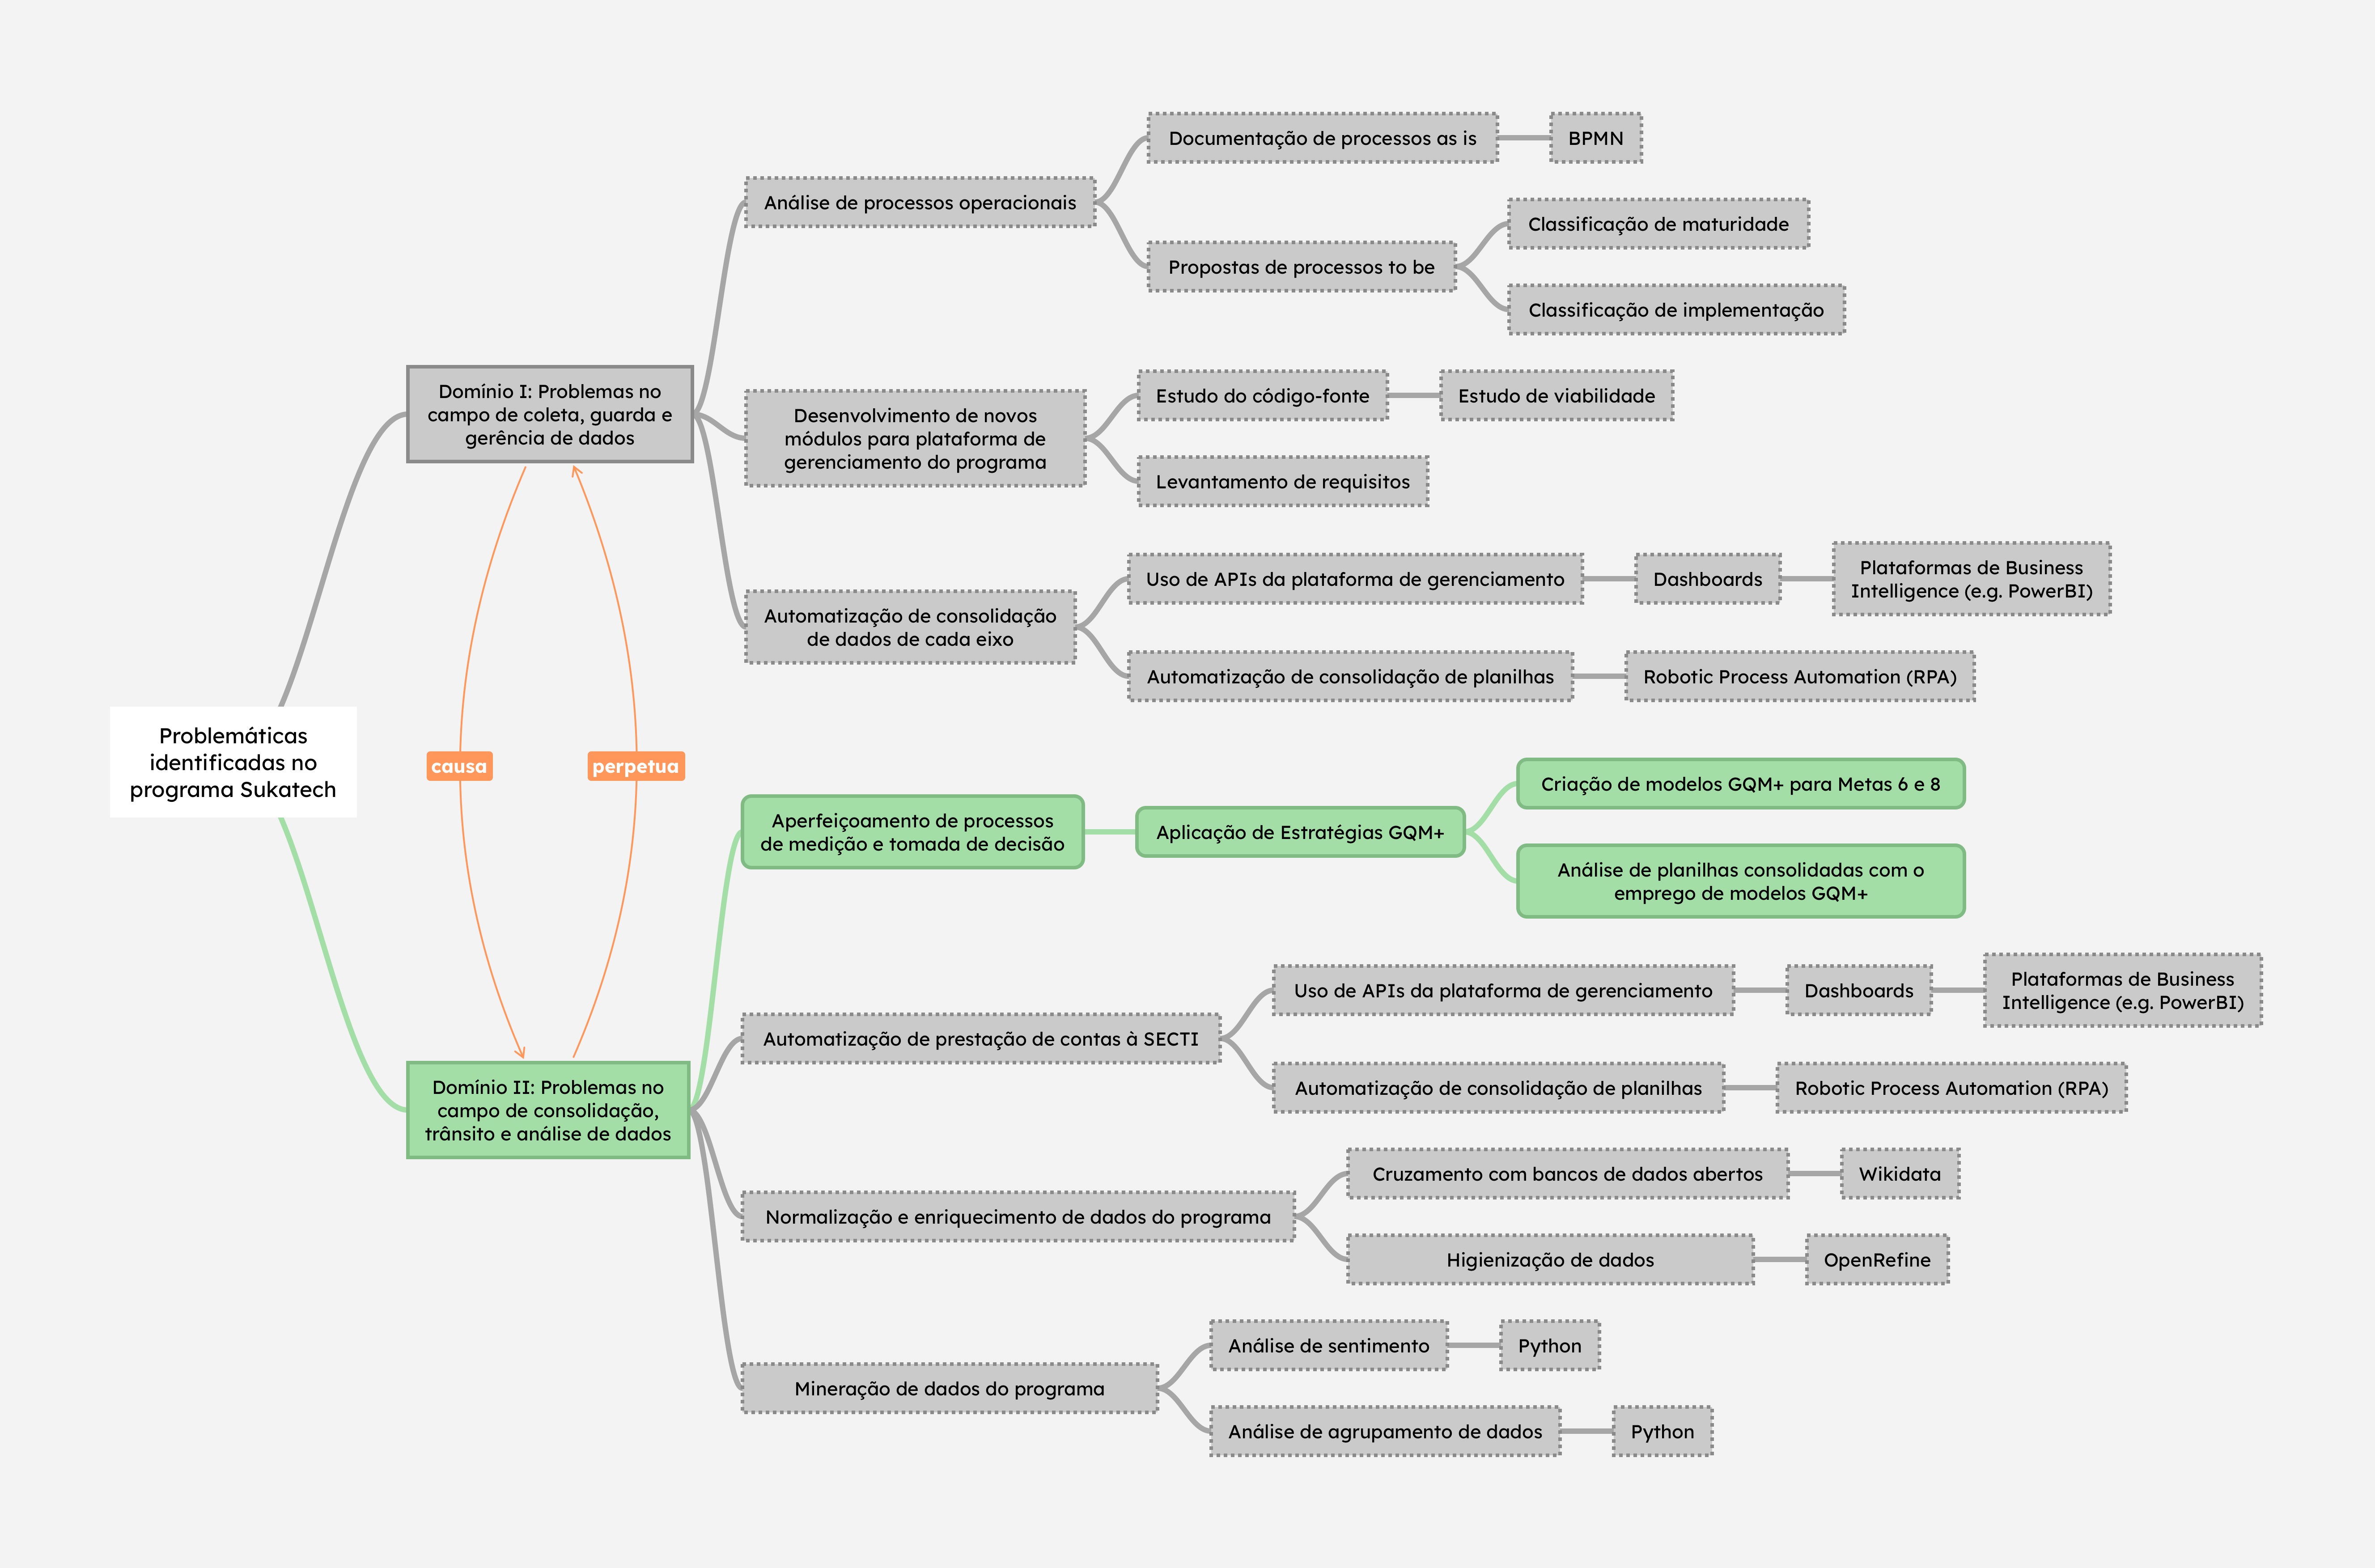 Problemáticas
identificadas no
programa Sukatech
Domínio I: Problemas no
campo de coleta, guarda e
gerência de dados
causa
perpetua
Domínio II: Problemas no
campo de consolidação,
trânsito e análise de dados
Análise de processos operacionais
Documentação de processos as is
BPMN
Propostas de processos to be
Classificação de maturidade
Classificação de implementação
Desenvolvimento de novos
módulos para plataforma de
gerenciamento do programa
Estudo do código-fonte
Estudo de viabilidade
Levantamento de requisitos
Automatização de consolidação
de dados de cada eixo
Uso de APIs da plataforma de gerenciamento
Dashboards
Plataformas de Business
Intelligence (e.g. PowerBI)
Automatização de consolidação de planilhas
Robotic Process Automation (RPA)
Aperfeiçoamento de processos
de medição e tomada de decisão
Aplicação de Estratégias GQM+
Criação de modelos GQM+ para Metas 6 e 8
Análise de planilhas consolidadas com o
emprego de modelos GQM+
Automatização de prestação de contas à SECTI
Uso de APIs da plataforma de gerenciamento
Dashboards
Plataformas de Business
Intelligence (e.g. PowerBI)
Automatização de consolidação de planilhas
Robotic Process Automation (RPA)
Normalização e enriquecimento de dados do programa
Cruzamento com bancos de dados abertos
Wikidata
Higienização de dados
OpenRefine
Mineração de dados do programa
Análise de sentimento
Python
Análise de agrupamento de dados
Python